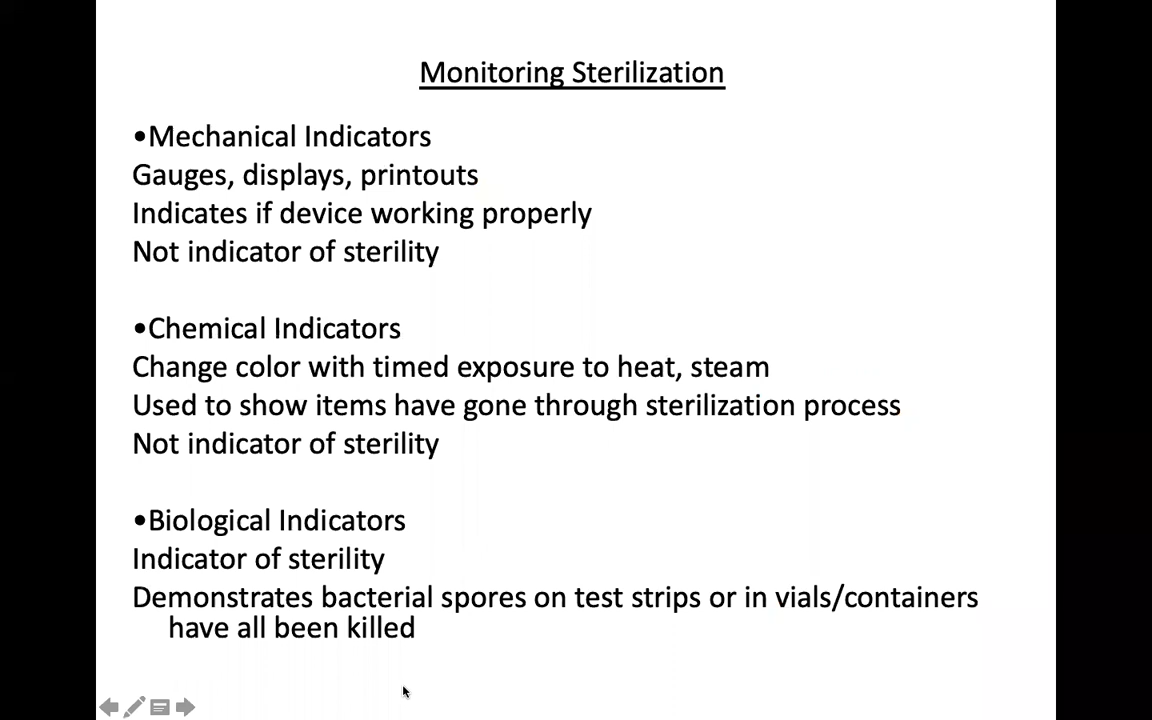 Monitoring Sterilization
•Mechanical Indicators
Gauges, displays, printouts
Indicates if device working properly
Not indicator of sterility
•Chemical Indicators
Change color with timed exposure to heat, steam
Used to show items have gone through sterilization process
Not indicator of sterility
•Biological Indicators
Indicator of sterility
Demonstrates bacterial spores on test strips or in vials/containers
have all been killed